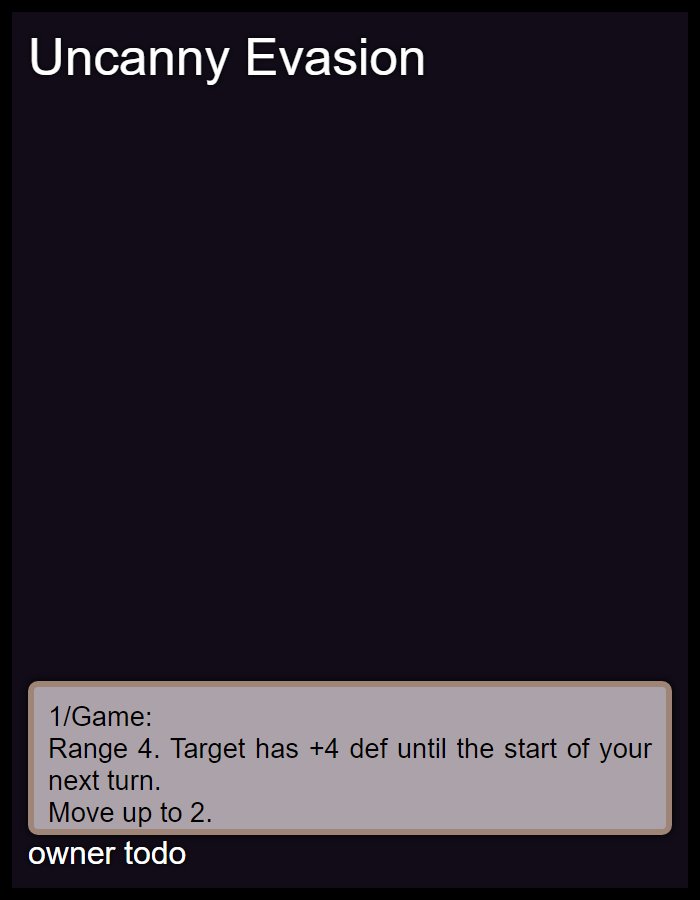 Uncanny Evasion
1/Game:
Range 4. Target has +4 def until the start of your
next turn.
Move up to 2.
owner todo